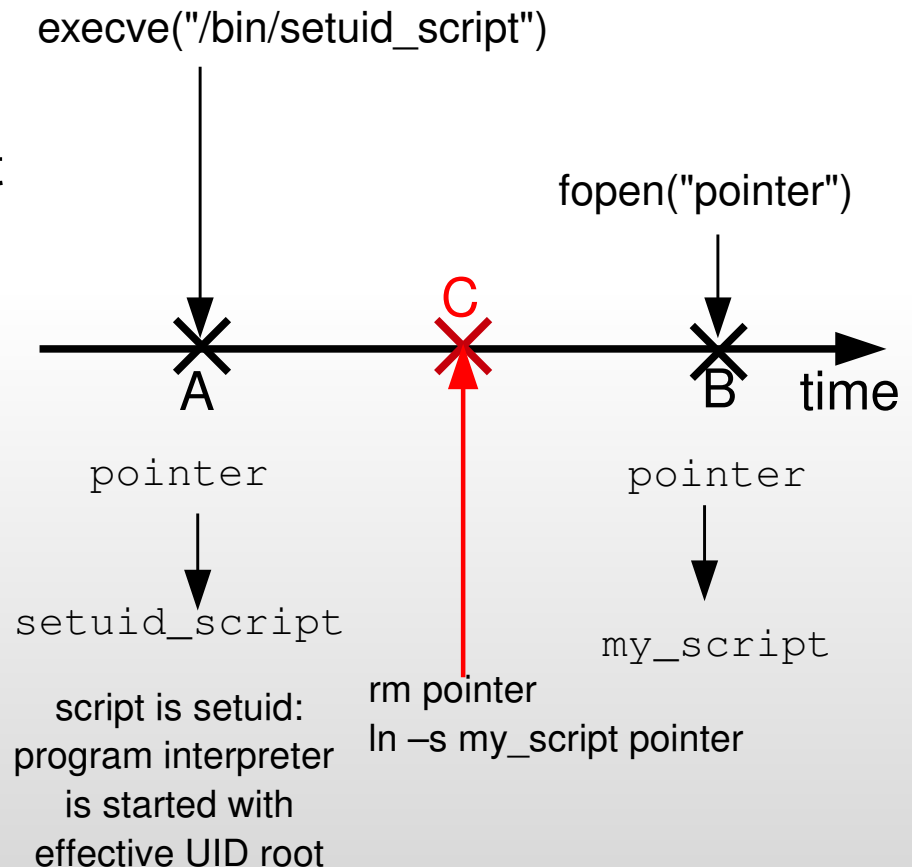 execve("/bin/setuid_script")
fopen("pointer")
C
A
B
time
pointer
pointer
setuid_script
my_script
script is setuid:
program interpreter
is started with
effective UID root
rm pointer
ln –s my_script pointer